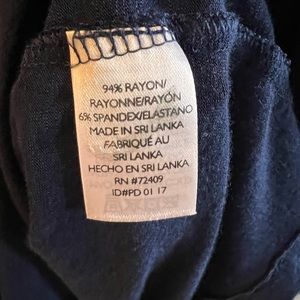 94% RAYON/
RAYONNE/RAYÓN
6% SPANDEX/ELASTANO
MADE IN SRI LANKA
FABRIQUÉ AU
SRI LANKA
HECHO EN SRI LANKA
RN #72409
ID#PD 01 17